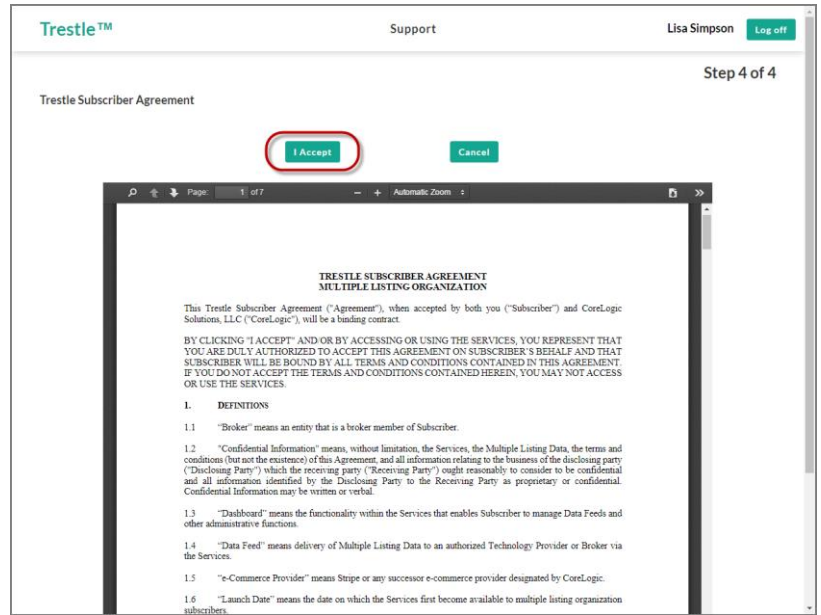 Trestle™ Support Lisa Simpson Log off
Step 4 of 4
Trestle Subscriber Agreement
I Accept Cancel
Page: 1 of 7 Automatic Zoom
TRESTLE SUBSCRIBER AGREEMENT
MULTIPLE LISTING ORGANIZATION
This Trestle Subscriber Agreement ("Agreement"), when accepted by both you ("Subscriber") and CoreLogic
Solutions, LLC ("CoreLogic"), will be a binding contract.
BY CLICKING "I ACCEPT" AND/OR BY ACCESSING OR USING THE SERVICES, YOU REPRESENT THAT
YOU ARE DULY AUTHORIZED TO ACCEPT THIS AGREEMENT ON SUBSCRIBER'S BEHALF AND THAT
SUBSCRIBER WILL BE BOUND BY ALL TERMS AND CONDITIONS CONTAINED IN THIS AGREEMENT.
IF YOU DO NOT ACCEPT THE TERMS AND CONDITIONS CONTAINED HEREIN, YOU MAY NOT ACCESS
OR USE THE SERVICES.
1. DEFINITIONS
1.1 "Broker" means an entity that is a broker member of Subscriber.
1.2 "Confidential Information" means, without limitation, the Services, the Multiple Listing Data, the terms and
conditions (but not the existence) of this Agreement, and all information relating to the business of the disclosing party
("Disclosing Party") which the receiving party ("Receiving Party") ought reasonably to consider to be confidential
and all information identified by the Disclosing Party to the Receiving Party as proprietary or confidential.
Confidential Information may be written or verbal.
1.3 "Dashboard" means the functionality within the Services that enables Subscriber to manage Data Feeds and
other administrative functions.
1.4 "Data Feed" means delivery of Multiple Listing Data to an authorized Technology Provider or Broker via
the Services.
1.5 "e-Commerce Provider" means Stripe or any successor e-commerce provider designated by CoreLogic.
1.6 "Launch Date" means the date on which the Services first become available to multiple listing organization
subscribers.